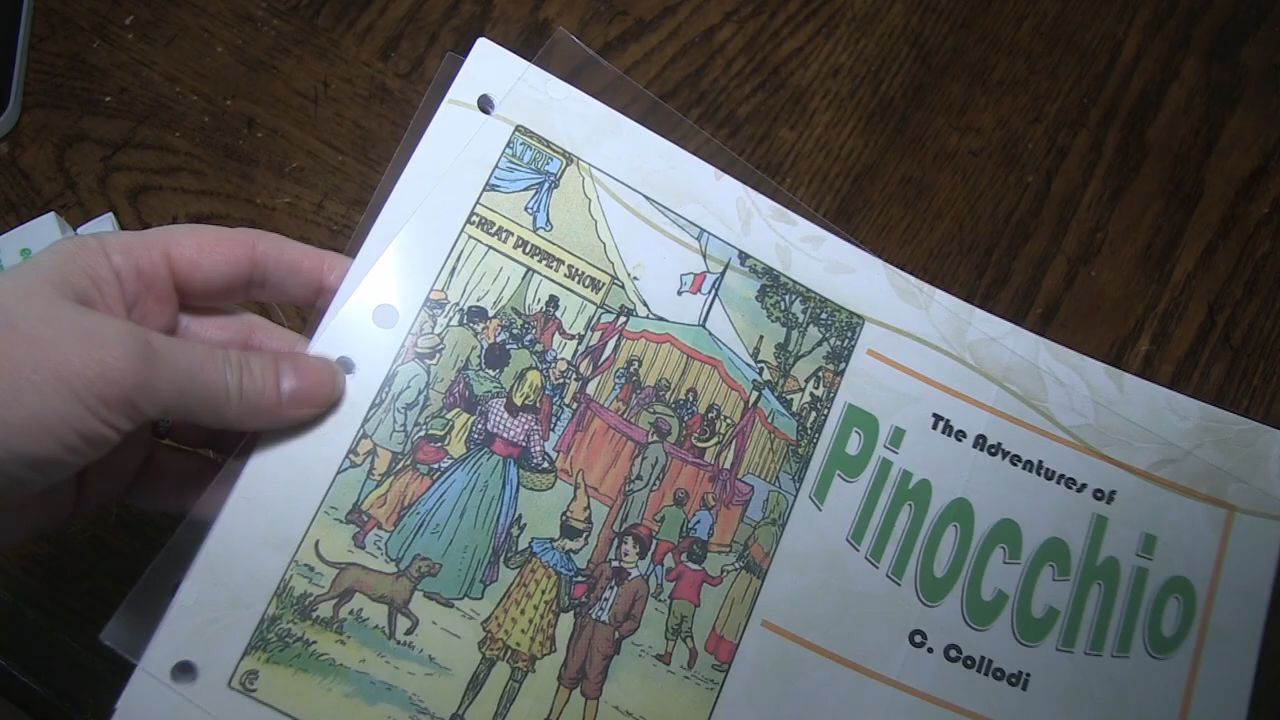 ATRE
GREAT PUPPET SHOW
The Adventures of
Pinocchio
C. Collodi